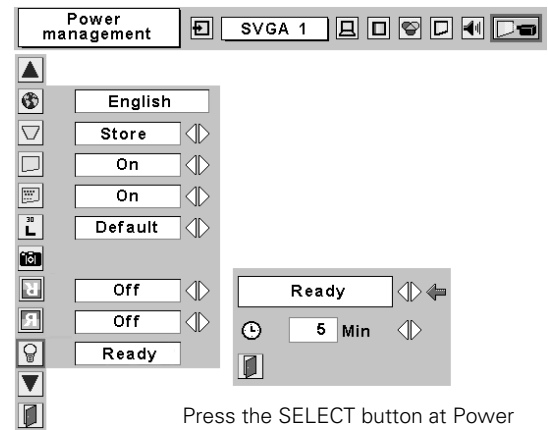 Power
management
SVGA 1
English
Store
On
On
30
L
Default
Off
Off
Ready
Ready
5 Min
Press the SELECT button at Power